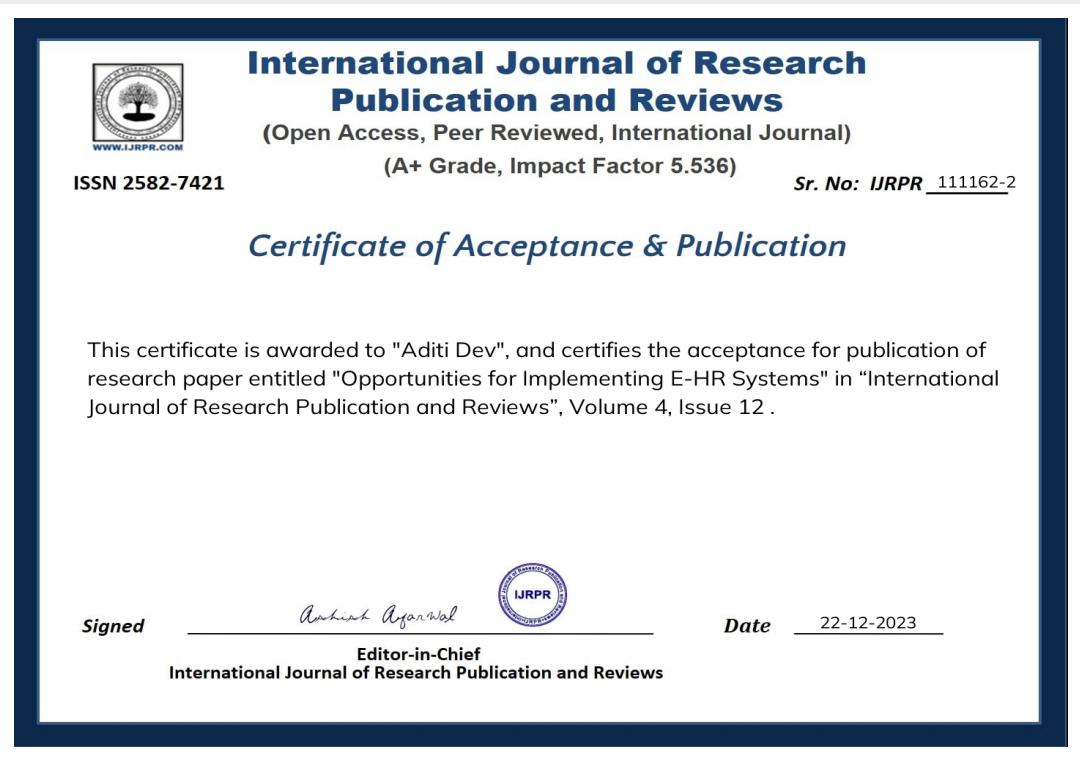 International Journal of Research
Publication and Reviews
(Open Access, Peer Reviewed, International Journal)
(A+ Grade, Impact Factor 5.536)
WWW.IJRPR.COM
ISSN 2582-7421
Sr. No: IJRPR 111162-2
Certificate of Acceptance & Publication
This certificate is awarded to "Aditi Dev", and certifies the acceptance for publication of
research paper entitled "Opportunities for Implementing E-HR Systems" in “International
Journal of Research Publication and Reviews”, Volume 4, Issue 12 .
Ashish Agarwal
IJRPR
Signed
Date 22-12-2023
Editor-in-Chief
International Journal of Research Publication and Reviews